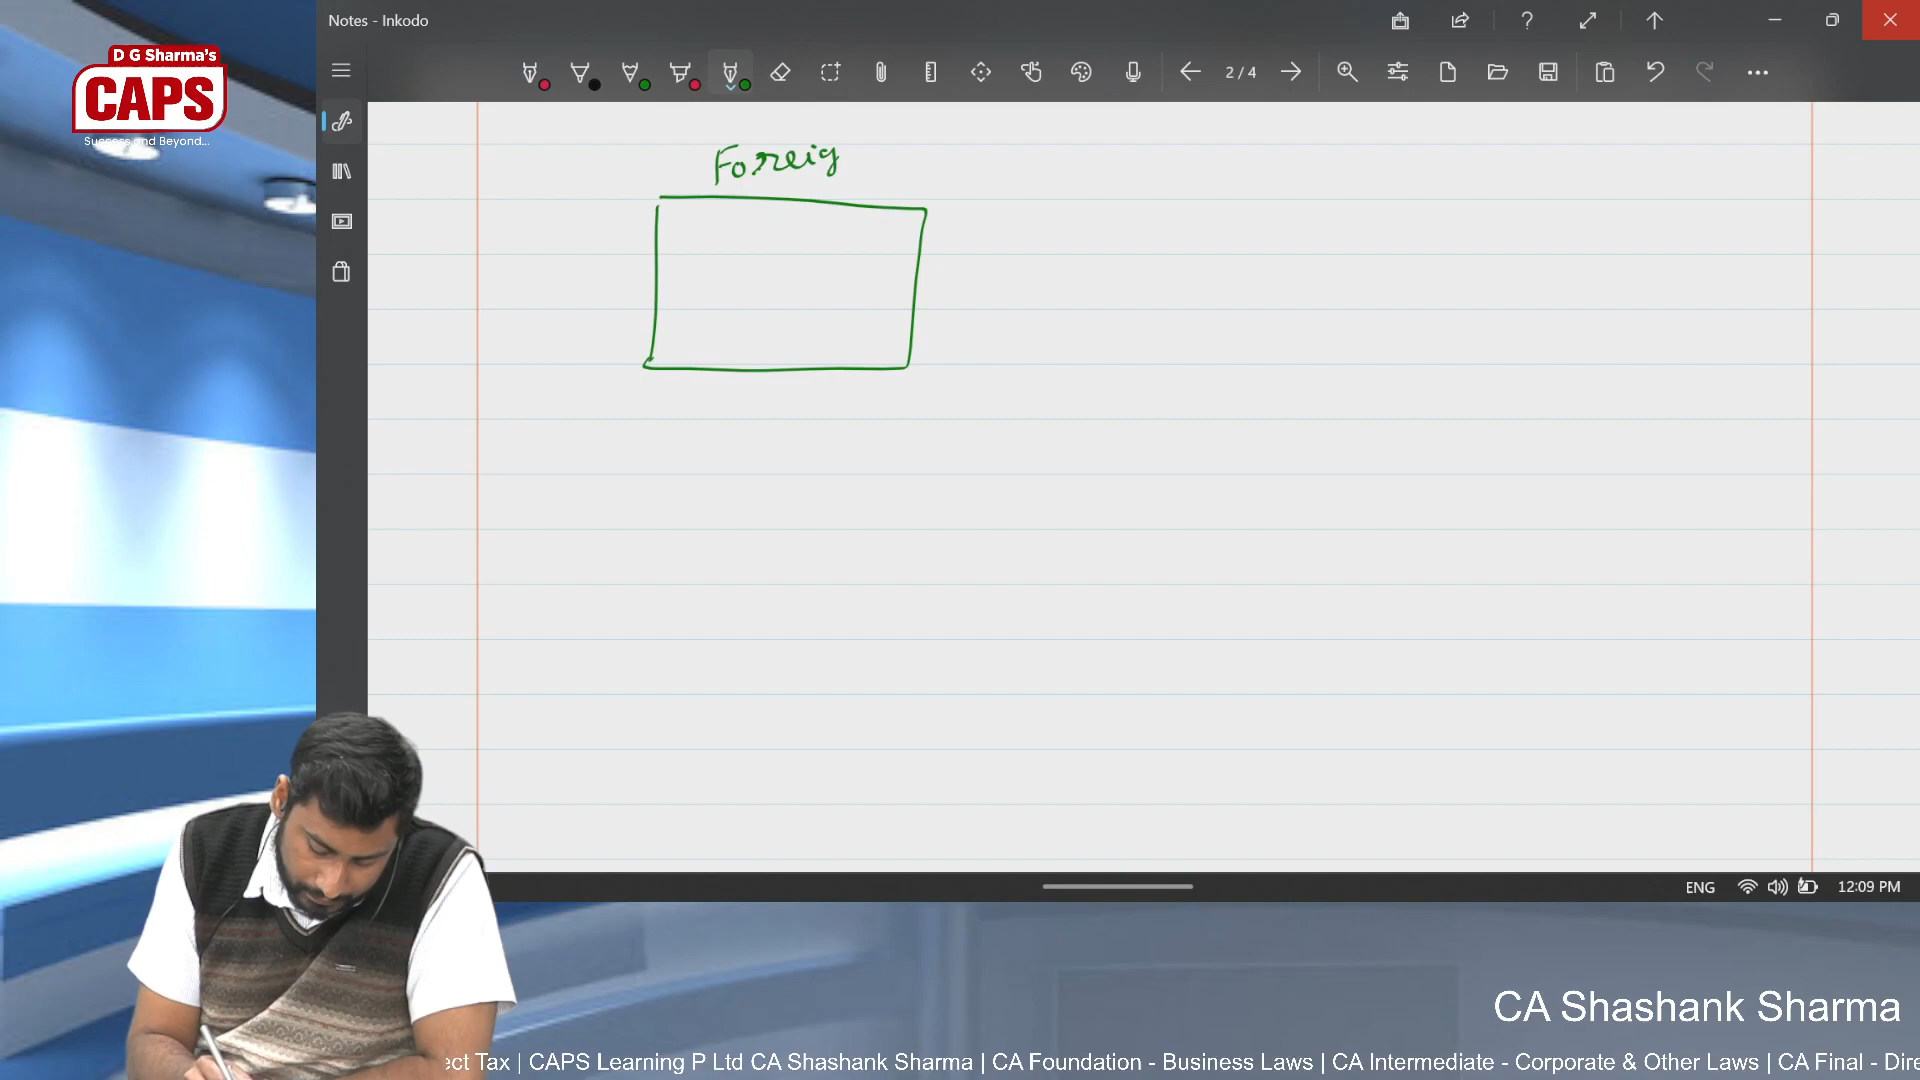 Notes - Inkodo
D G Sharma's
CAPS
Success and Beyond...
2 / 4
Foreig
ENG
12:09 PM
CA Shashank Sharma
ect Tax | CAPS Learning P Ltd CA Shashank Sharma | CA Foundation - Business Laws | CA Intermediate - Corporate & Other Laws | CA Final - Dire